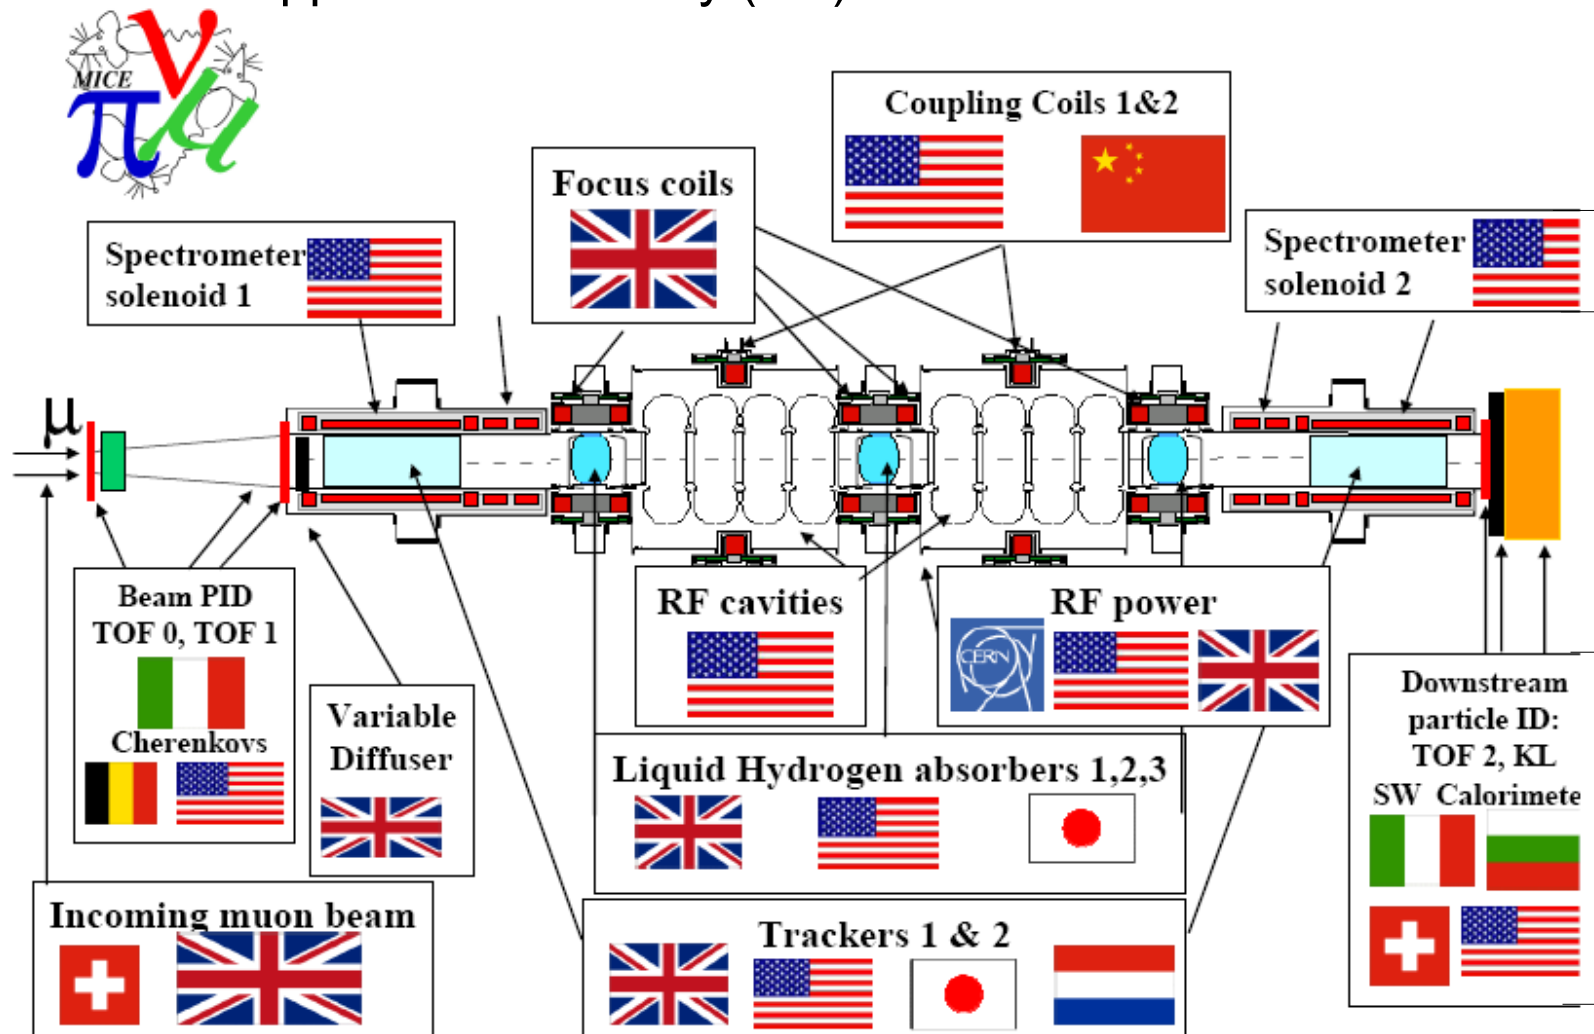 MICE
ν
π μ
Coupling Coils 1&2
Focus coils
Spectrometer
solenoid 1
Spectrometer
solenoid 2
μ
Beam PID
TOF 0, TOF 1
Cherenkovs
Variable
Diffuser
RF cavities
RF power
CERN
Liquid Hydrogen absorbers 1,2,3
Downstream
particle ID:
TOF 2, KL
SW Calorimete
Incoming muon beam
Trackers 1 & 2